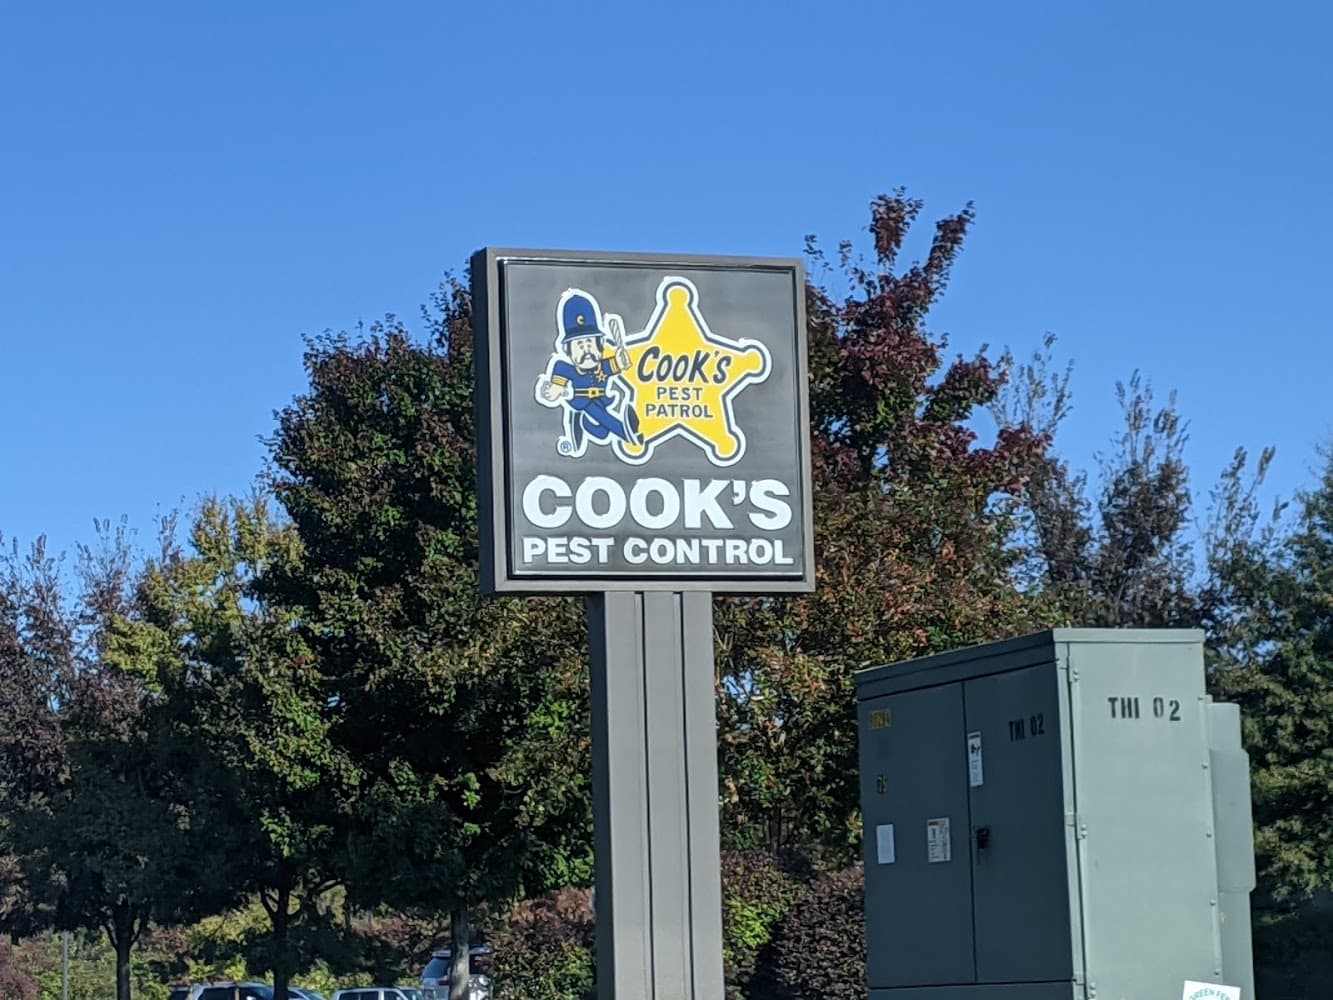 C
COOK'S
PEST
PATROL
®
COOK'S
PEST CONTROL
THI 02
THI 02